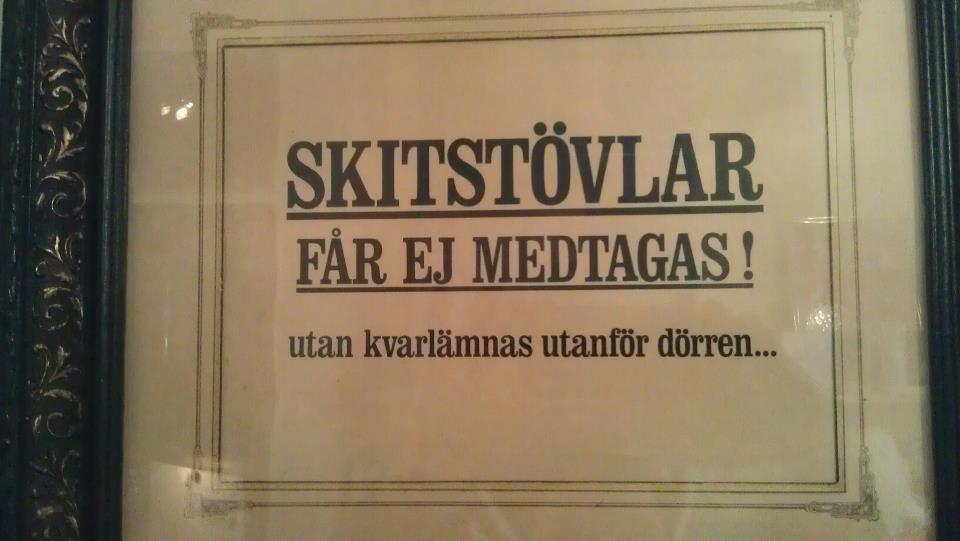 SKITSTÖVLAR
FÅR EJ MEDTAGAS!
utan kvarlämnas utanför dörren...